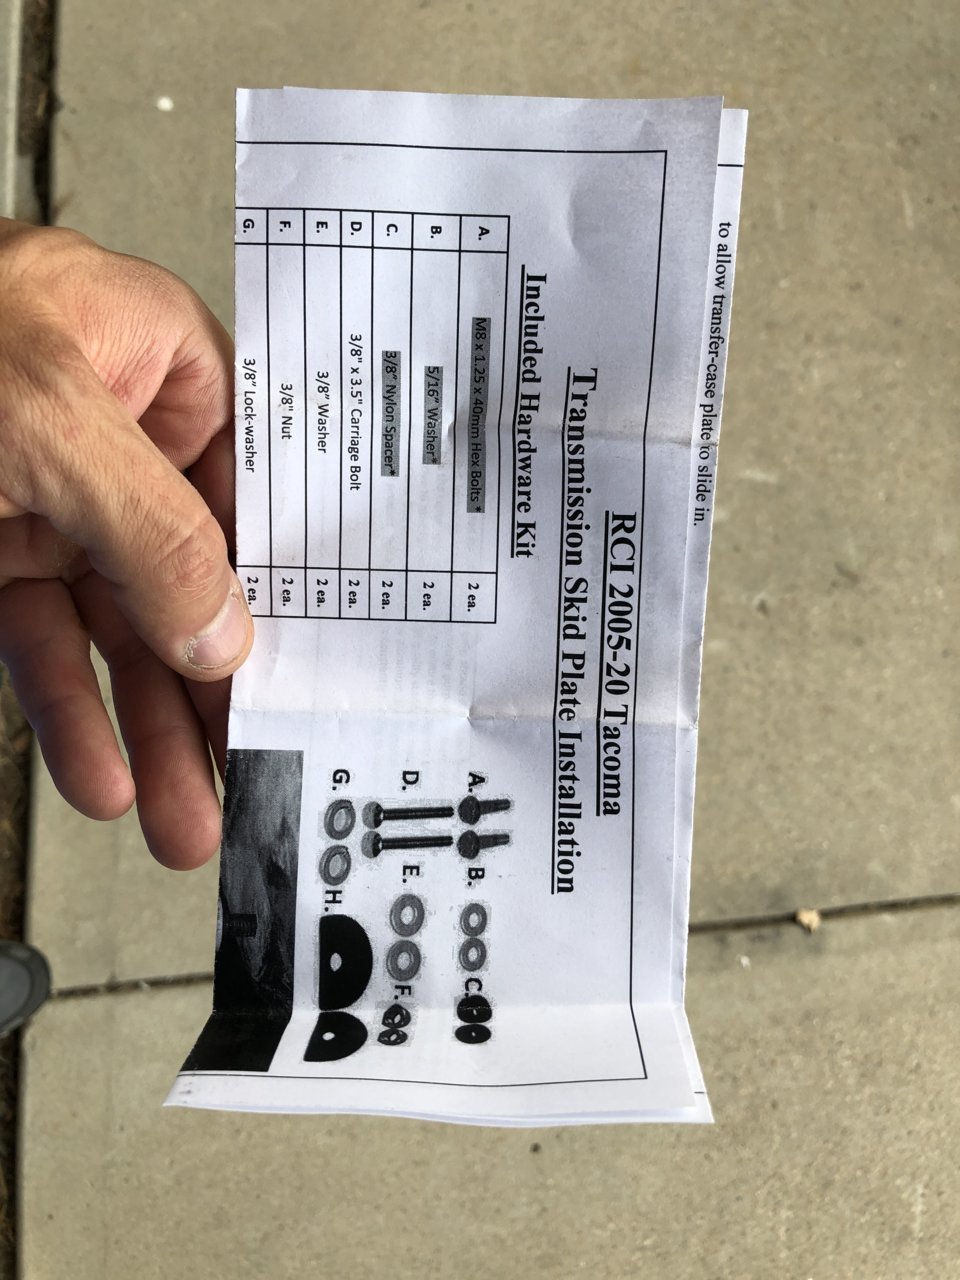 to allow transfer-case plate to slide in.
RCI 2005-20 Tacoma
Transmission Skid Plate Installation
Included Hardware Kit
A. M8 x 1.25 x 40mm Hex Bolts * 2 ea.
B. 5/16" Washer* 2 ea.
C. 3/8" Nylon Spacer* 2 ea.
D. 3/8" x 3.5" Carriage Bolt 2 ea.
E. 3/8" Washer 2 ea.
F. 3/8" Nut 2 ea.
G. 3/8" Lock-washer 2 ea.
A. B. C.
D. E. F.
G. H.